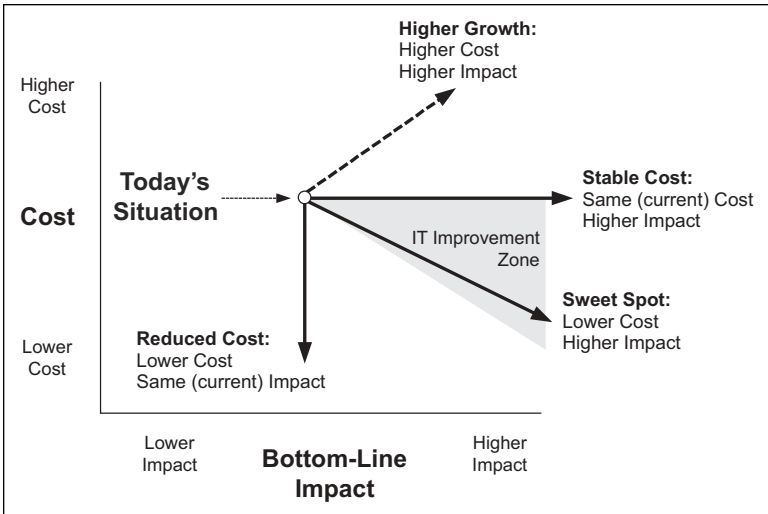 Higher Growth:
Higher Cost
Higher Impact
Higher
Cost
Today's
Situation
Stable Cost:
Same (current) Cost
Higher Impact
Cost
IT Improvement
Zone
Sweet Spot:
Lower Cost
Higher Impact
Reduced Cost:
Lower Cost
Same (current) Impact
Lower
Cost
Lower
Impact
Bottom-Line
Impact
Higher
Impact